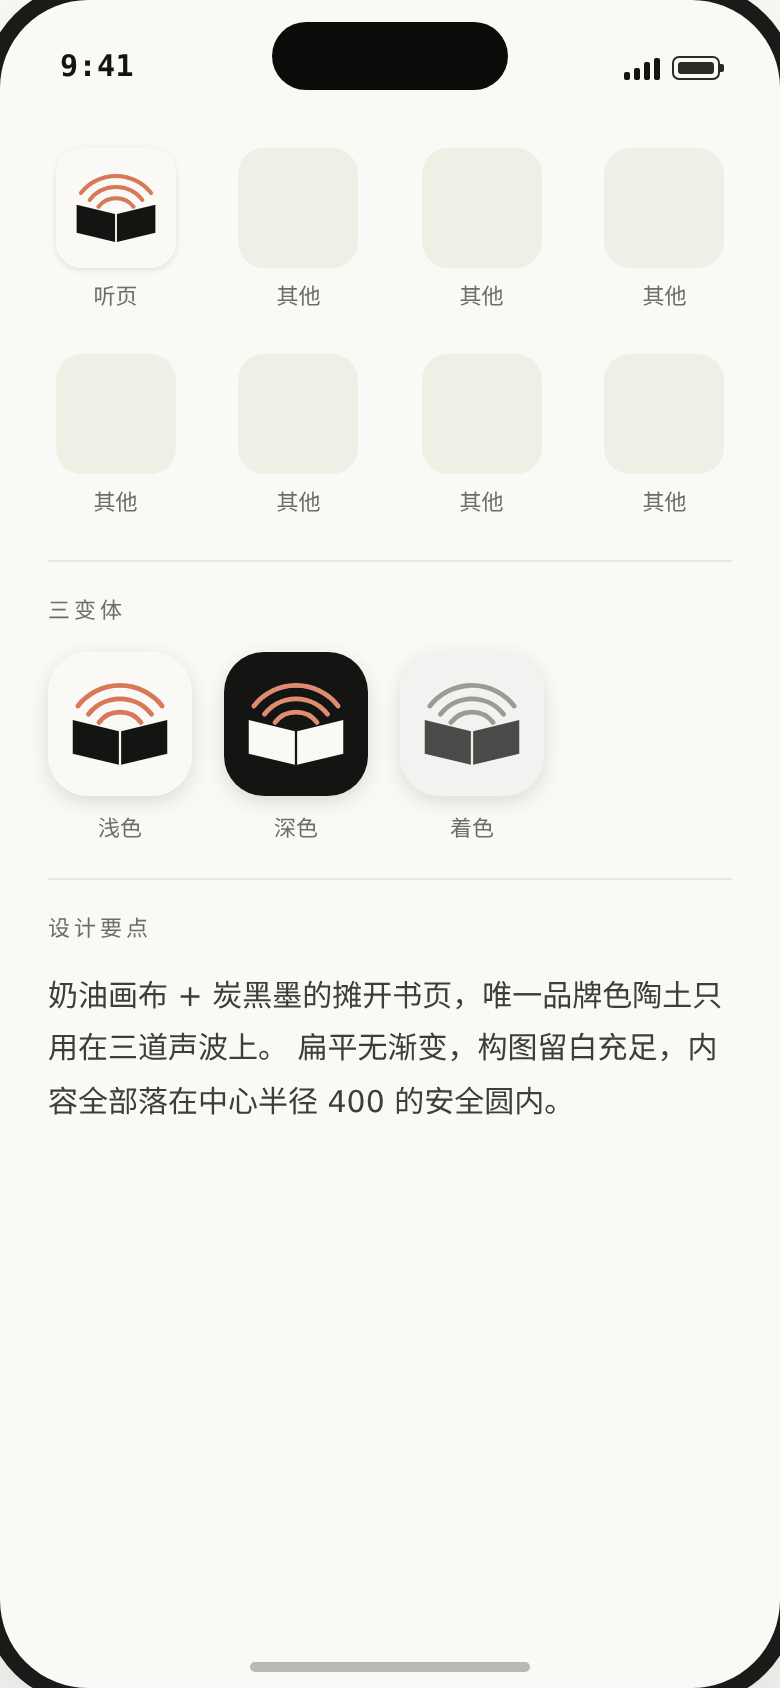 9:41
听页 其他 其他 其他
其他 其他 其他 其他
三变体
浅色 深色 着色
设计要点
奶油画布 + 炭黑墨的摊开书页，唯一品牌色陶土只
用在三道声波上。 扁平无渐变，构图留白充足，内
容全部落在中心半径 400 的安全圆内。